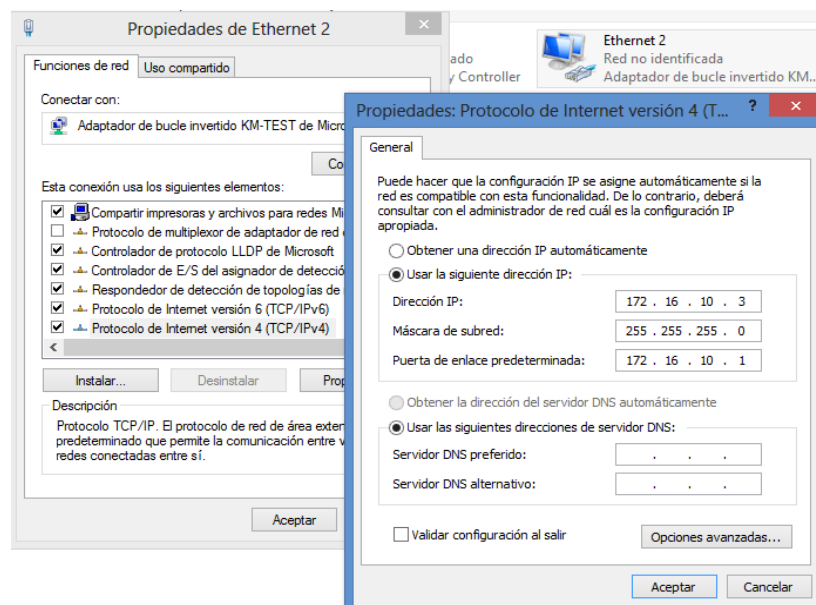 Propiedades de Ethernet 2
Funciones de red
Uso compartido
Conectar con:
Adaptador de bucle invertido KM-TEST de Micro
Co
Esta conexión usa los siguientes elementos:
Compartir impresoras y archivos para redes Mi
Protocolo de multiplexor de adaptador de red
Controlador de protocolo LLDP de Microsoft
Controlador de E/S del asignador de detecció
Respondedor de detección de topologías de
Protocolo de Internet versión 6 (TCP/IPv6)
Protocolo de Internet versión 4 (TCP/IPv4)
Instalar...
Desinstalar
Prop
Descripción
Protocolo TCP/IP. El protocolo de red de área exten
predeterminado que permite la comunicación entre v
redes conectadas entre sí.
Aceptar
ado
y Controller
Ethernet 2
Red no identificada
Adaptador de bucle invertido KM...
Propiedades: Protocolo de Internet versión 4 (T... ?
General
Puede hacer que la configuración IP se asigne automáticamente si la
red es compatible con esta funcionalidad. De lo contrario, deberá
consultar con el administrador de red cuál es la configuración IP
apropiada.
Obtener una dirección IP automáticamente
Usar la siguiente dirección IP:
Dirección IP: 172 . 16 . 10 . 3
Máscara de subred: 255 . 255 . 255 . 0
Puerta de enlace predeterminada: 172 . 16 . 10 . 1
Obtener la dirección del servidor DNS automáticamente
Usar las siguientes direcciones de servidor DNS:
Servidor DNS preferido: . . .
Servidor DNS alternativo: . . .
Validar configuración al salir
Opciones avanzadas...
Aceptar
Cancelar